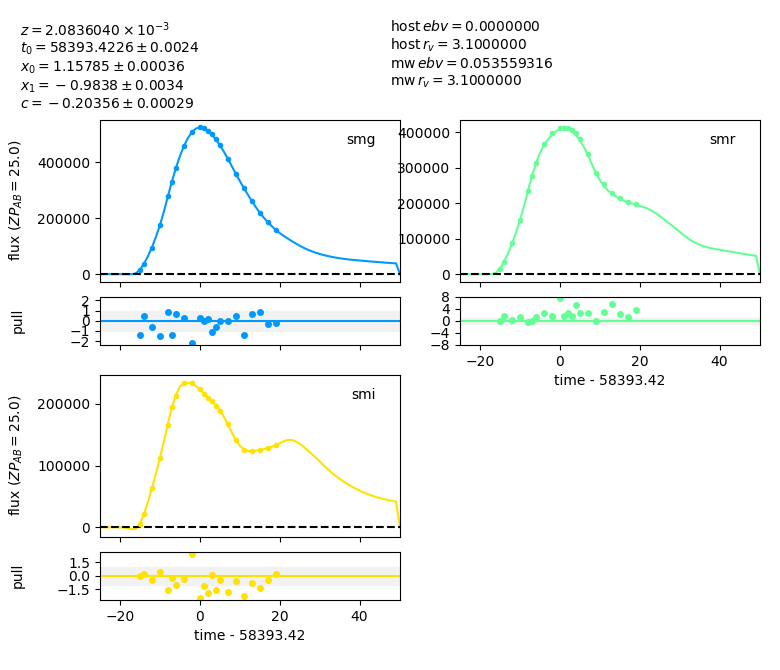 z = 2.0836040 × 10⁻³
t₀ = 58393.4226 ± 0.0024
x₀ = 1.15785 ± 0.00036
x₁ = −0.9838 ± 0.0034
c = −0.20356 ± 0.00029
host ebv = 0.0000000
host r_v = 3.1000000
mw ebv = 0.053559316
mw r_v = 3.1000000
flux (ZP_AB = 25.0)
400000
200000
0
smg
400000
300000
200000
100000
0
smr
pull
2
1
0
−1
−2
8
4
0
−4
−8
−20
0
20
40
time - 58393.42
flux (ZP_AB = 25.0)
200000
100000
0
smi
pull
1.5
0.0
−1.5
−20
0
20
40
time - 58393.42